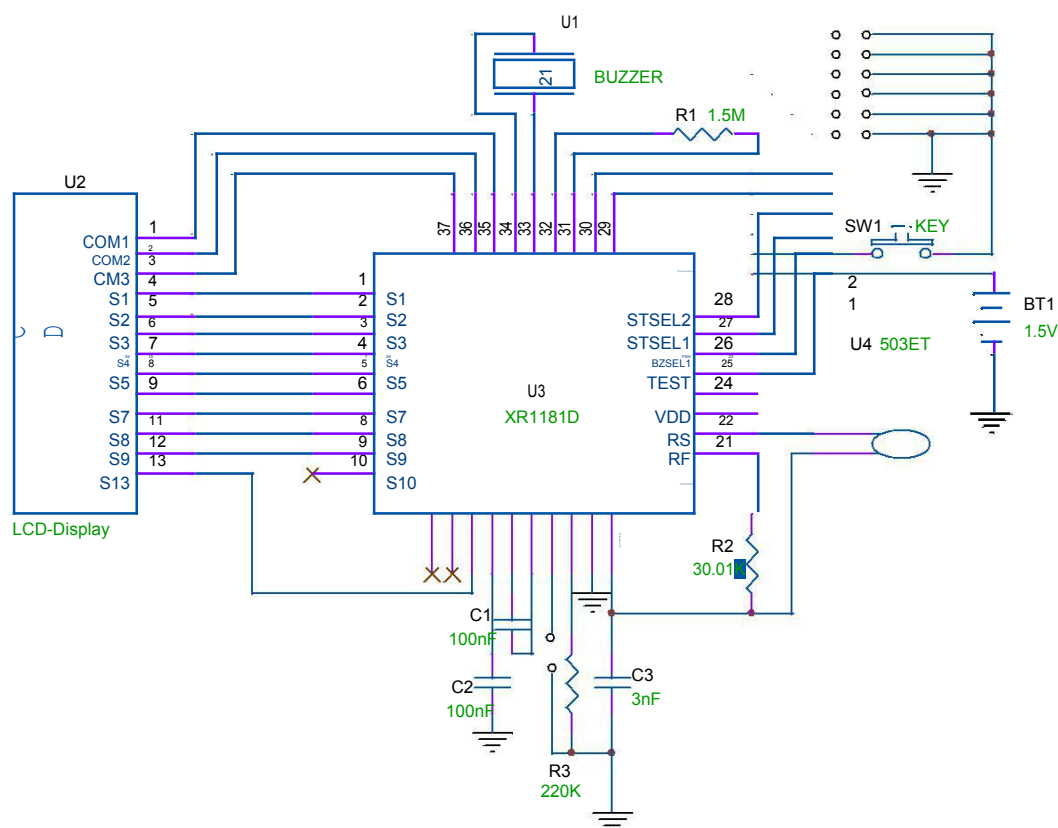 U1
21
BUZZER
R1 1.5M
U2
37
36
35
34
33
32
31
30
29
SW1 KEY
1
COM1
2
COM2
3
CM3
4
S1
5
S2
6
S3
7
S4
8
S5
9
S7
11
S8
12
S9
13
S13
D
LCD-Display
1
S1
2
S2
3
S3
4
S4
5
S5
6
S7
8
S8
9
S9
10
S10
U3
XR1181D
28
STSEL2
27
STSEL1
26
BZSEL1
25
TEST
24
VDD
22
RS
21
RF
2
1
U4 503ET
BT1
1.5V
R2
30.01K
C1
100nF
C2
100nF
C3
3nF
R3
220K